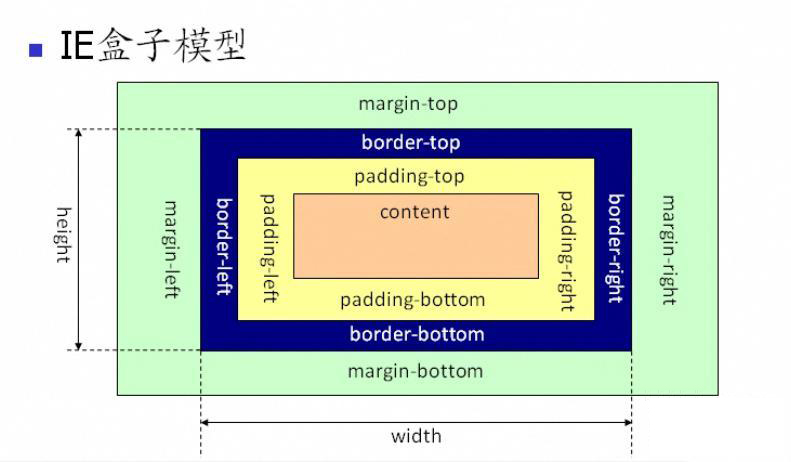 IE盒子模型
margin-top
border-top
padding-top
content
height
margin-left
border-left
padding-left
padding-right
border-right
margin-right
padding-bottom
border-bottom
margin-bottom
width